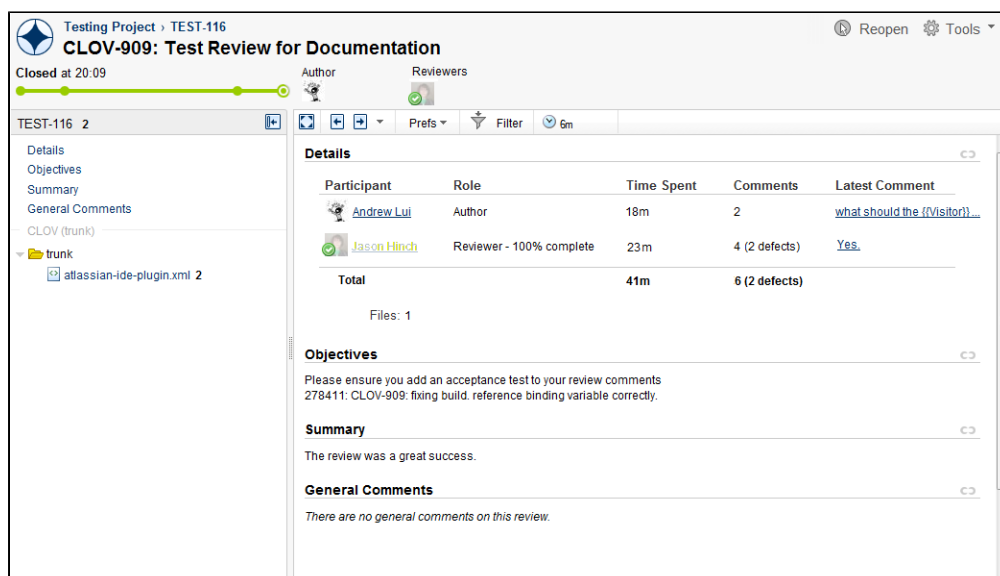 Testing Project › TEST-116
CLOV-909: Test Review for Documentation
Reopen Tools
Closed at 20:09
Author Reviewers
TEST-116 2
Prefs Filter 6m
Details
Objectives
Summary
General Comments
CLOV (trunk)
trunk
atlassian-ide-plugin.xml 2
Details
Participant Role Time Spent Comments Latest Comment
Andrew Lui Author 18m 2 what should the {{Visitor}} ...
Jason Hinch Reviewer - 100% complete 23m 4 (2 defects) Yes.
Total 41m 6 (2 defects)
Files: 1
Objectives
Please ensure you add an acceptance test to your review comments
278411: CLOV-909: fixing build. reference binding variable correctly.
Summary
The review was a great success.
General Comments
There are no general comments on this review.